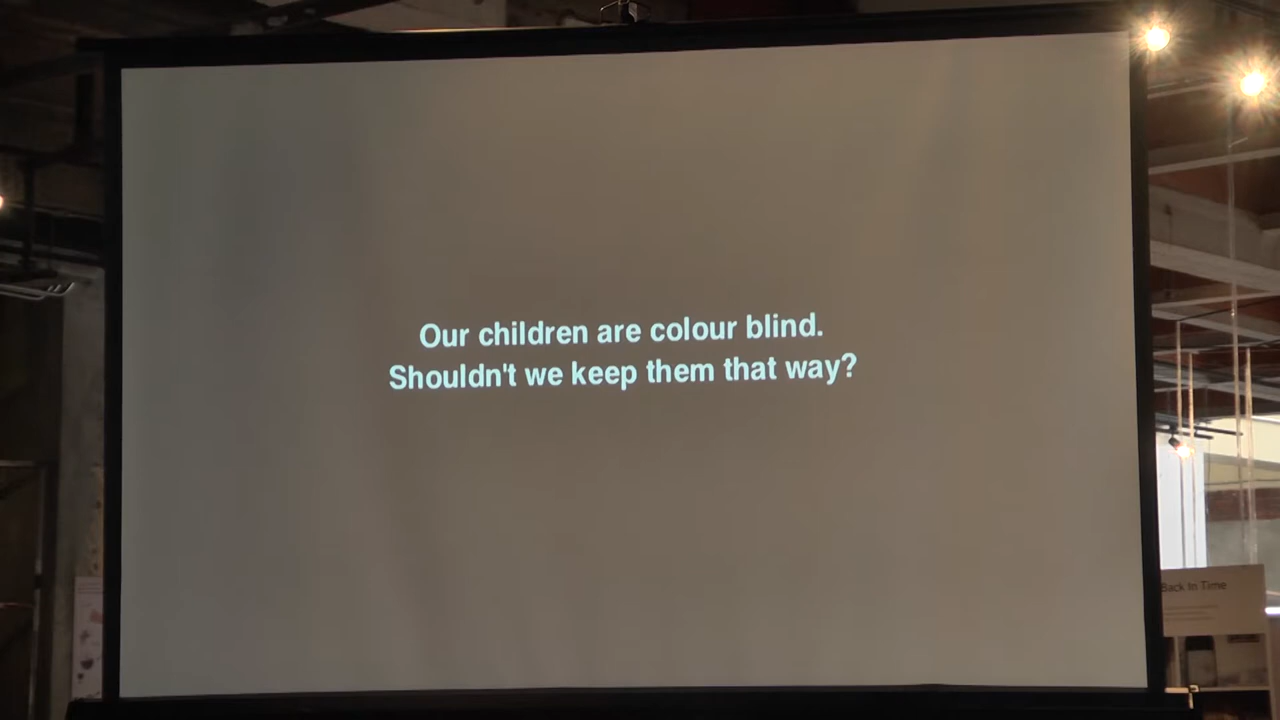 Our children are colour blind.
Shouldn't we keep them that way?
Back In Time